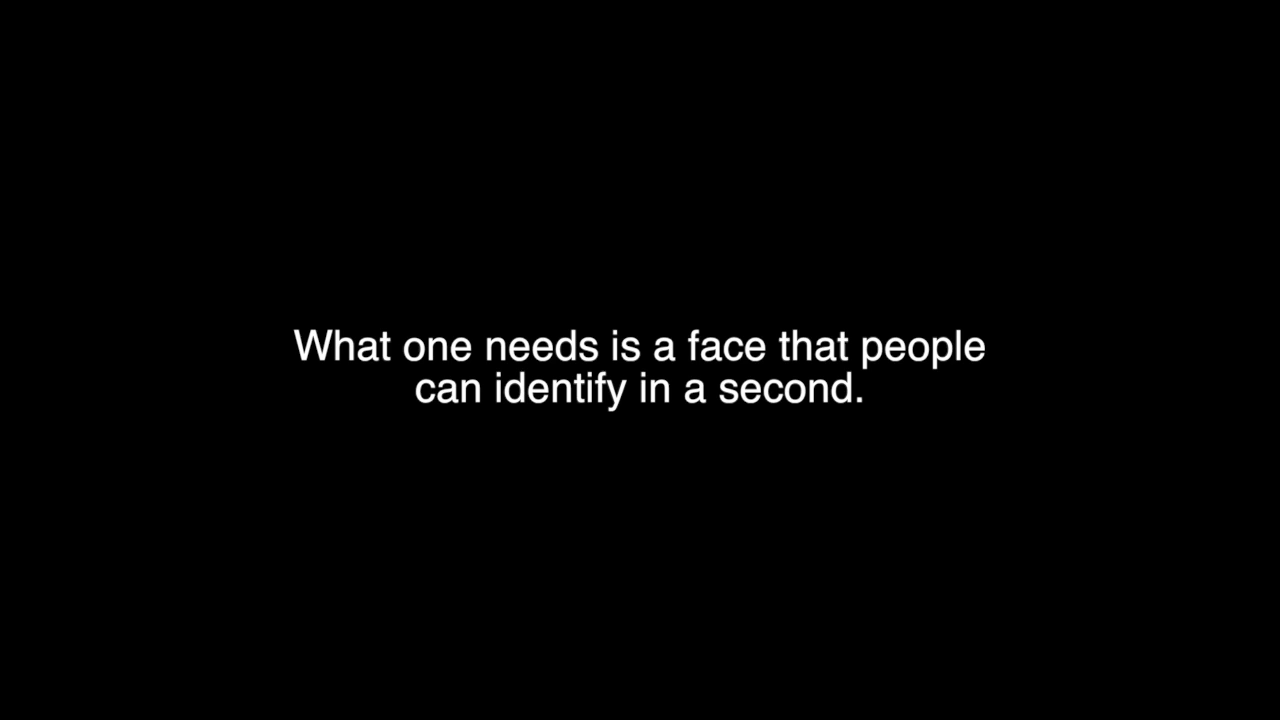 What one needs is a face that people
can identify in a second.